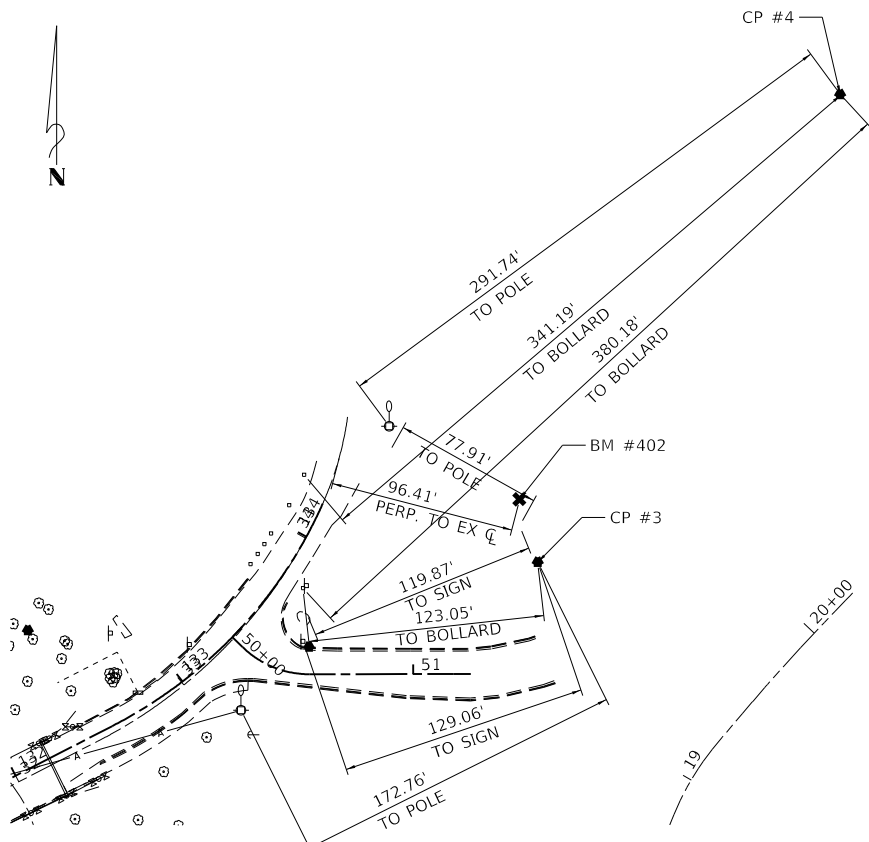 CP #4
N
291.74'
TO POLE
341.19'
TO BOLLARD
380.18'
TO BOLLARD
77.91'
TO POLE
BM #402
96.41'
PERP. TO EX ℄
CP #3
134
119.87'
TO SIGN
123.05'
TO BOLLARD
20+00
50+00
51
133
129.06'
TO SIGN
19
132
A
A
172.76'
TO POLE